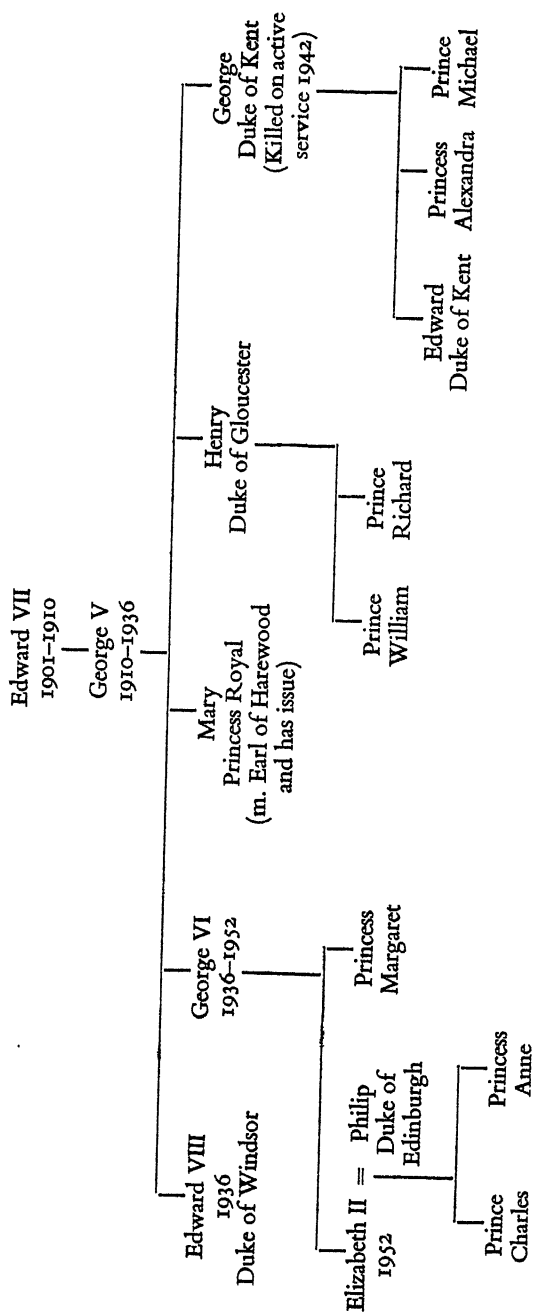 Edward VII
1901–1910
George V
1910–1936
Edward VIII
1936
Duke of Windsor
George VI
1936–1952
Mary
Princess Royal
(m. Earl of Harewood
and has issue)
Henry
Duke of Gloucester
George
Duke of Kent
(Killed on active
service 1942)
Elizabeth II = Philip
1952
Duke of
Edinburgh
Princess
Margaret
Prince
William
Prince
Richard
Edward
Duke of Kent
Princess
Alexandra
Prince
Michael
Prince
Charles
Princess
Anne